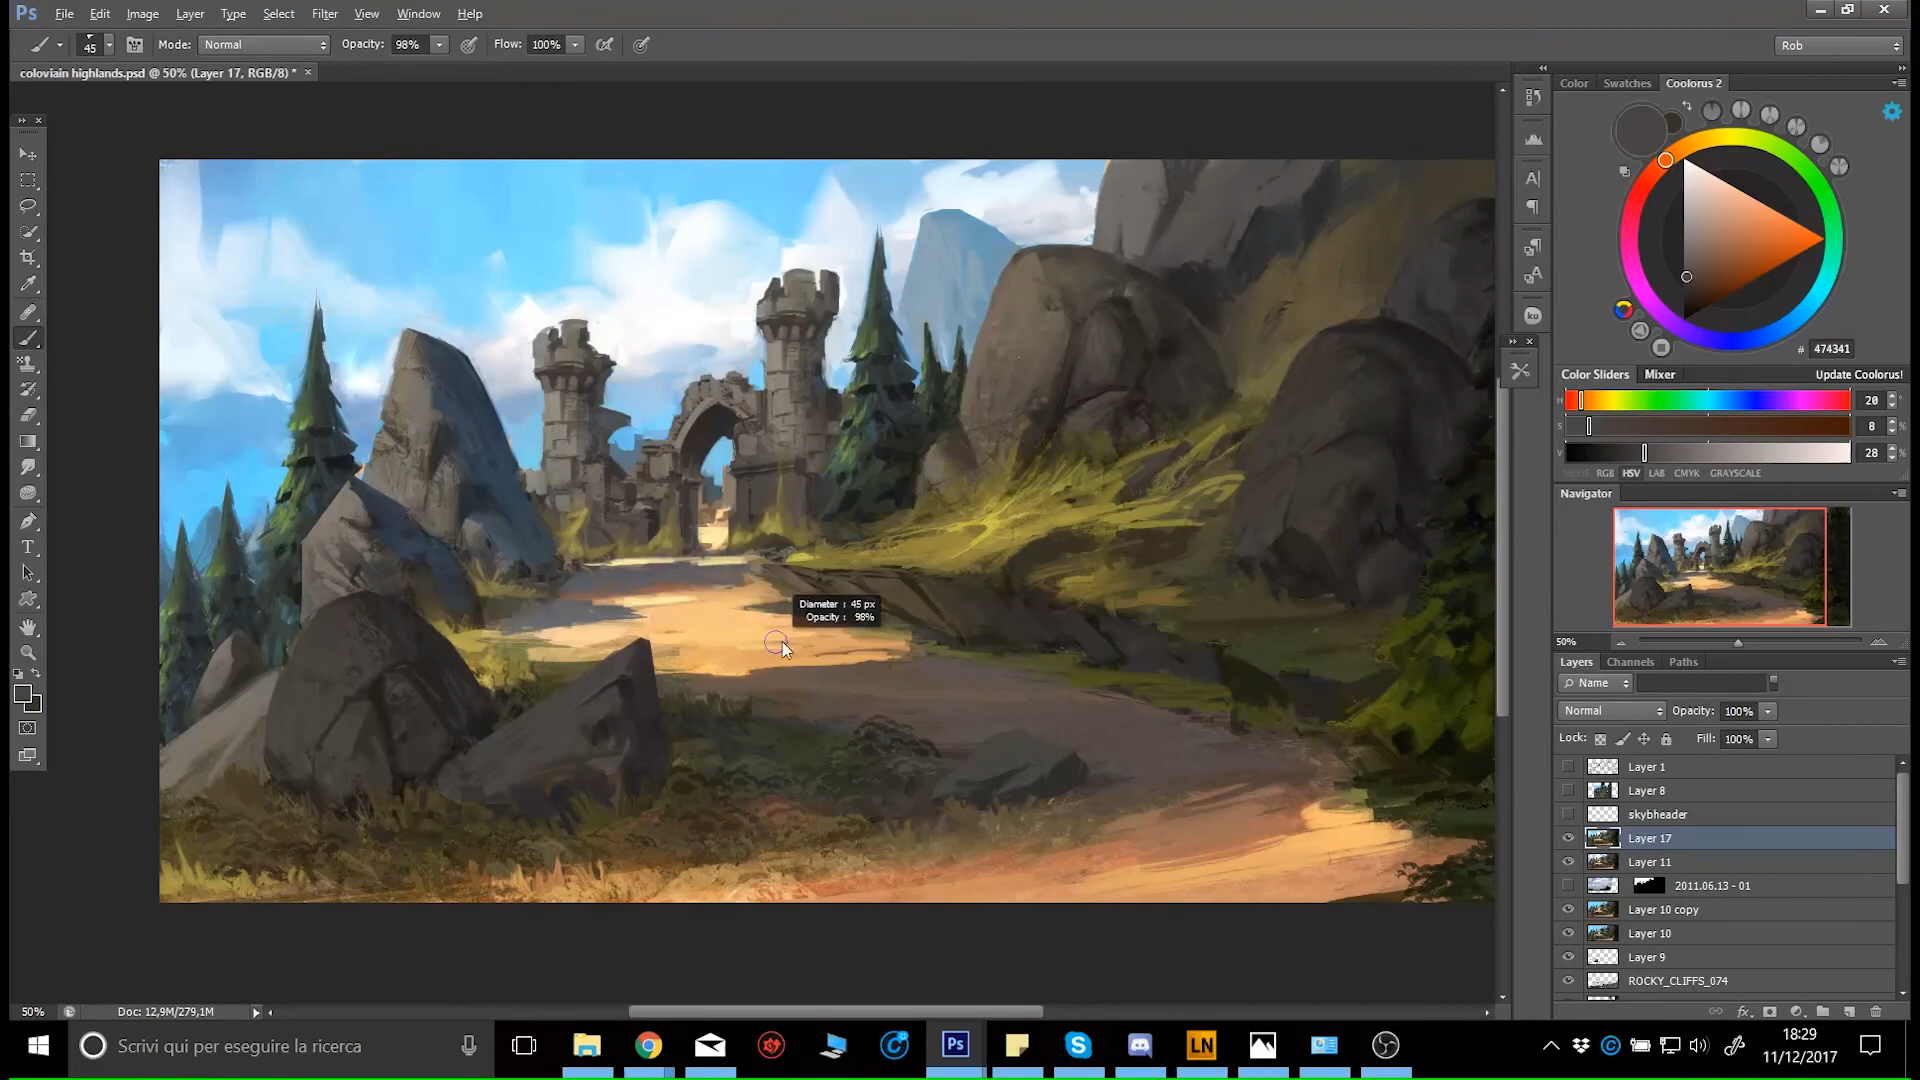 Ps File Edit Image Layer Type Select Filter View Window Help
45 Mode: Normal Opacity: 98% Flow: 100% Rob
coloviain highlands.psd @ 50% (Layer 17, RGB/8) *
Color Swatches Coolorus 2
# 474341
Color Sliders Mixer Update Coolorus!
H 20 °
S 8 %
V 28 %
RGB HSV LAB CMYK GRAYSCALE
Navigator
Diameter : 45 px
Opacity : 98%
50%
Layers Channels Paths
Name
Normal Opacity: 100%
Lock: Fill: 100%
Layer 1
Layer 8
skybheader
Layer 17
Layer 11
2011.06.13 - 01
Layer 10 copy
Layer 10
Layer 9
ROCKY_CLIFFS_074
50% Doc: 12,9M/279,1M
Scrivi qui per eseguire la ricerca
Ps
LN
18:29
11/12/2017